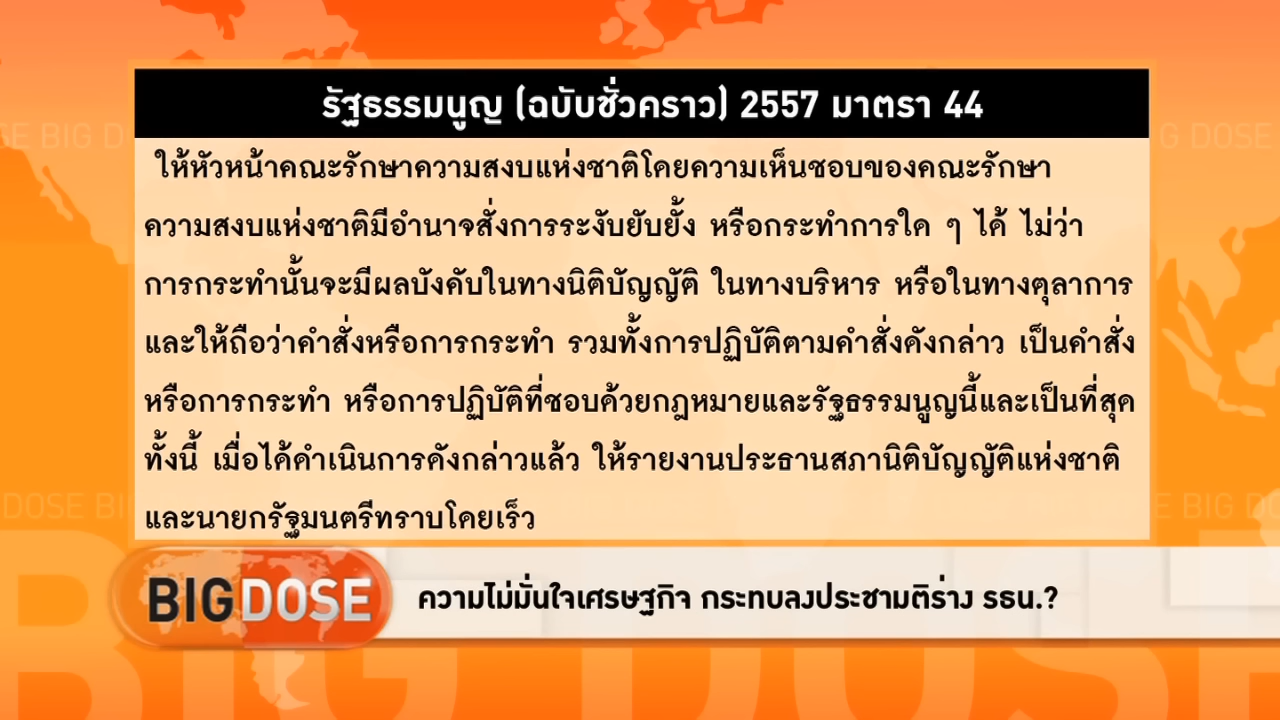 รัฐธรรมนูญ (ฉบับชั่วคราว) 2557 มาตรา 44
ให้หัวหน้าคณะรักษาความสงบแห่งชาติโดยความเห็นชอบของคณะรักษา
ความสงบแห่งชาติมีอำนาจสั่งการระงับยับยั้ง หรือกระทำการใด ๆ ได้ ไม่ว่า
การกระทำนั้นจะมีผลบังคับในทางนิติบัญญัติ ในทางบริหาร หรือในทางตุลาการ
และให้ถือว่าคำสั่งหรือการกระทำ รวมทั้งการปฏิบัติตามคำสั่งดังกล่าว เป็นคำสั่ง
หรือการกระทำ หรือการปฏิบัติที่ชอบด้วยกฎหมายและรัฐธรรมนูญนี้และเป็นที่สุด
ทั้งนี้ เมื่อได้ดำเนินการดังกล่าวแล้ว ให้รายงานประธานสภานิติบัญญัติแห่งชาติ
และนายกรัฐมนตรีทราบโดยเร็ว
BIG DOSE
ความไม่มั่นใจเศรษฐกิจ กระทบลงประชามติร่าง รธน.?